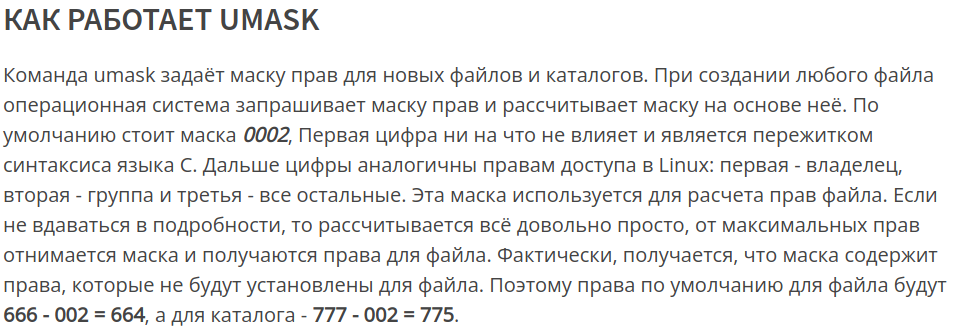 КАК РАБОТАЕТ UMASK
Команда umask задаёт маску прав для новых файлов и каталогов. При создании любого файла
операционная система запрашивает маску прав и рассчитывает маску на основе неё. По
умолчанию стоит маска 0002, Первая цифра ни на что не влияет и является пережитком
синтаксиса языка C. Дальше цифры аналогичны правам доступа в Linux: первая - владелец,
вторая - группа и третья - все остальные. Эта маска используется для расчета прав файла. Если
не вдаваться в подробности, то рассчитывается всё довольно просто, от максимальных прав
отнимается маска и получаются права для файла. Фактически, получается, что маска содержит
права, которые не будут установлены для файла. Поэтому права по умолчанию для файла будут
666 - 002 = 664, а для каталога - 777 - 002 = 775.